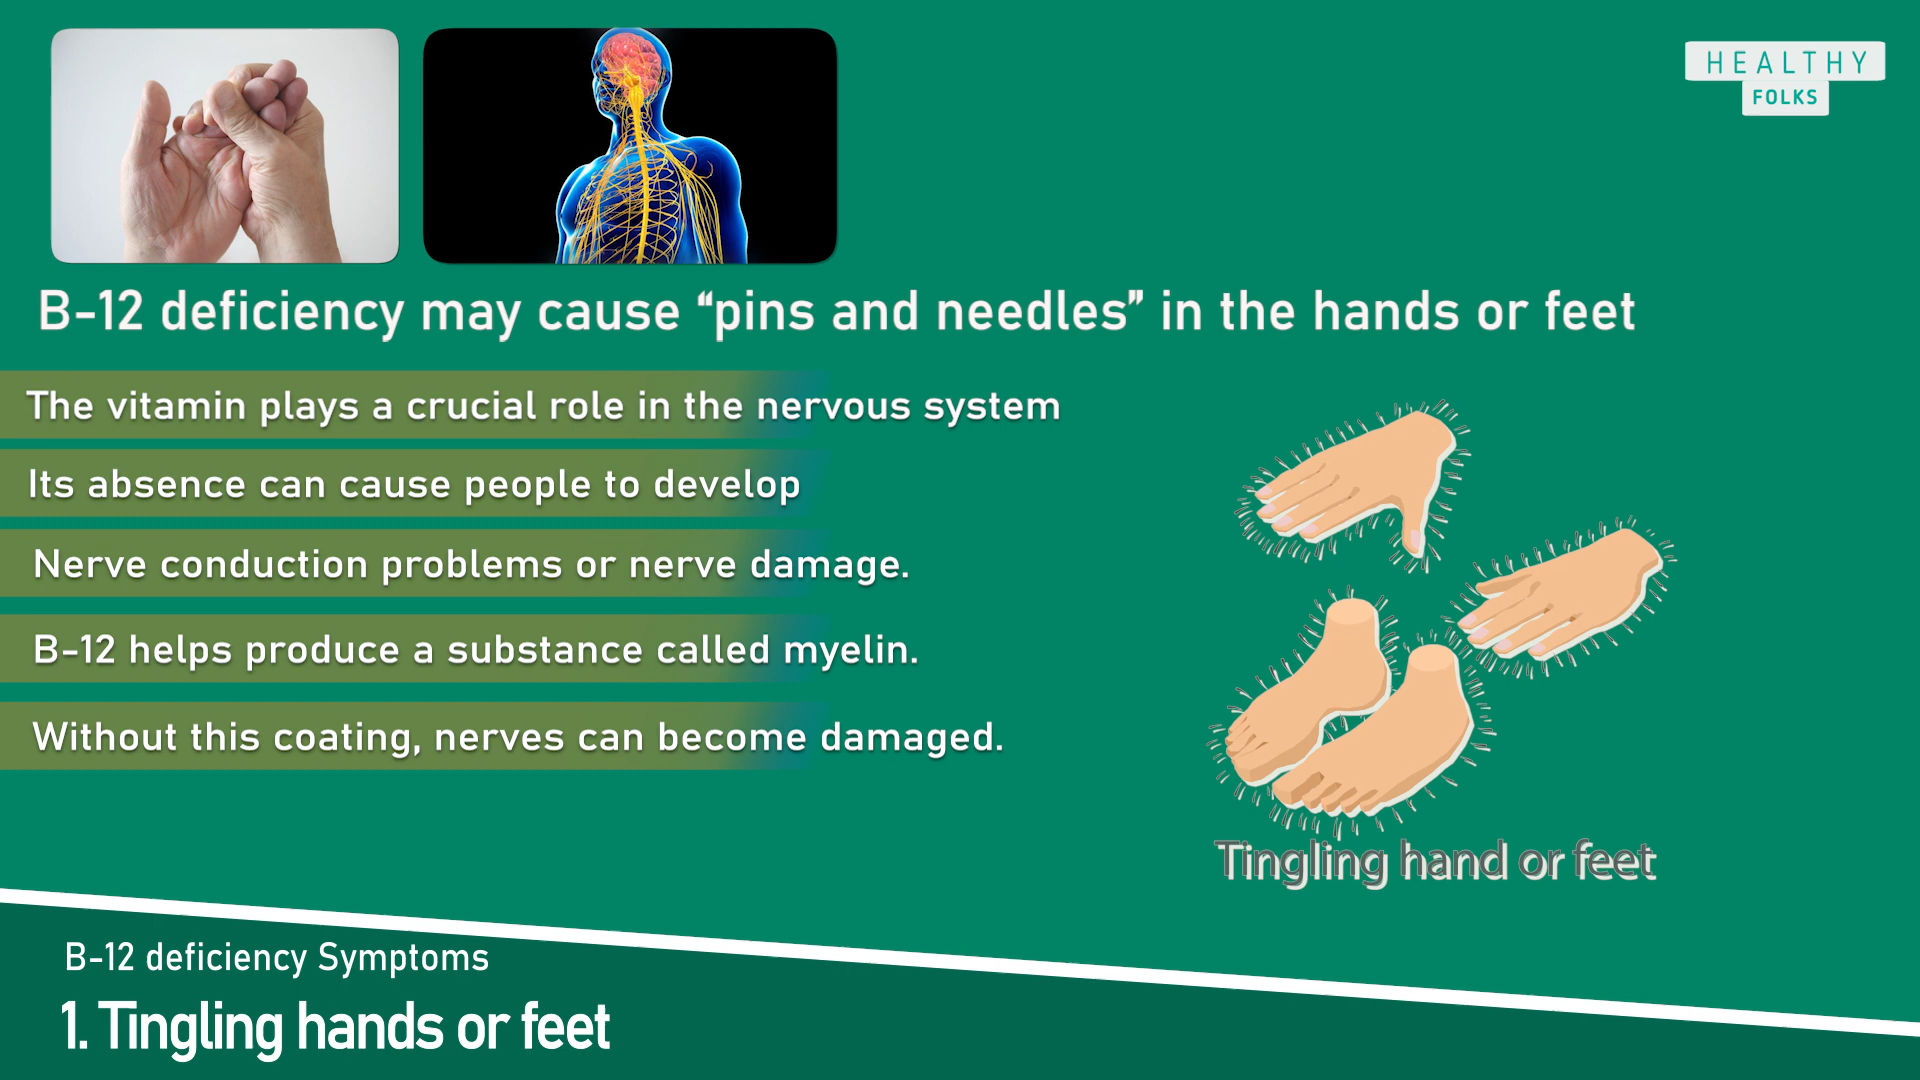 HEALTHY
FOLKS
B-12 deficiency may cause “pins and needles” in the hands or feet
The vitamin plays a crucial role in the nervous system
Its absence can cause people to develop
Nerve conduction problems or nerve damage.
B-12 helps produce a substance called myelin.
Without this coating, nerves can become damaged.
Tingling hand or feet
B-12 deficiency Symptoms
1. Tingling hands or feet